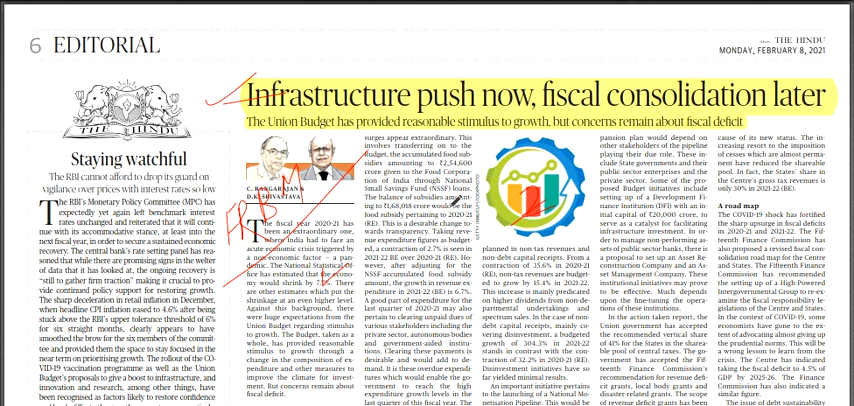 6 EDITORIAL
THE HINDU
MONDAY, FEBRUARY 8, 2021
THE HINDU
Staying watchful
The RBI cannot afford to drop its guard on
vigilance over prices with interest rates so low
The RBI's Monetary Policy Committee (MPC) has
expectedly yet again left benchmark interest
rates unchanged and reiterated that it will conti-
nue with its accommodative stance, at least into the
next financial year, in order to secure a sustained economic
recovery. The central bank's rate setting panel has rea-
soned that while there are promising signs in the welter
of data that it has looked at, the ongoing recovery is
"still to gather firm traction" making it crucial to pro-
vide continued policy support to restoring growth.
The sharp deceleration in retail inflation in December,
when headline CPI inflation eased to 4.6% after being
stuck above the RBI's upper tolerance threshold of 6%
for six straight months, clearly appears to have
smoothed the brow for the six members of the commit-
tee and provided them the space to stay focused in the
near term on prioritising growth. The rollout of the CO-
VID-19 vaccination programme as well as the Union
Budget's proposals to give a boost to infrastructure, and
innovation and research, among other things, have
been recognised as factors likely to restore confidence
Infrastructure push now, fiscal consolidation later
The Union Budget has provided reasonable stimulus to growth, but concerns remain about fiscal deficit
FRBM
C. RANGARAJAN &
D.K. SRIVASTAVA
The fiscal year 2020-21 has
been an extraordinary one,
where India had to face an
economic crisis triggered by
a non-economic factor – a pan-
demic. The National Statistical Of-
fice has estimated that the econo-
my would shrink by 7.7%. There
are other estimates which put the
shrinkage at an even higher level.
Against this background, there
were huge expectations from the
Union Budget regarding stimulus
to growth. The Budget, taken as a
whole, has provided reasonable
stimulus to growth through a
change in the composition of ex-
penditure and other measures to
improve the climate for invest-
ment. But concerns remain about
fiscal deficit.
surges appear extraordinary. This
involves transferring on to the
Budget, the accumulated food sub-
sidies amounting to ₹2,54,600
crore given to the Food Corpora-
tion of India through National
Small Savings Fund (NSSF) loans.
The balance of subsidies amount-
ing to ₹1,68,018 crore would be the
food subsidy pertaining to 2020-21
(RE). This is a desirable change to-
wards transparency. Taking reve-
nue expenditure figures as budget-
ed, a contraction of 2.7% is seen in
2021-22 BE over 2020-21 (RE). Ho-
wever, after adjusting for the
NSSF-accumulated food subsidy
amount, the growth in revenue ex-
penditure in 2021-22 (BE) is 6.7%.
A good part of expenditure for the
last quarter of 2020-21 may also
pertain to clearing unpaid dues of
various stakeholders including the
private sector, autonomous bodies
and government-aided institu-
tions. Clearing these payments is
desirable and would add to de-
mand. It is these overdue expendi-
tures which would enable the go-
vernment to reach the high
expenditure growth levels in the
last quarter of this fiscal year. The
GETTY IMAGES/ISTOCKPHOTO
planned in non-tax revenues and
non-debt capital receipts. From a
contraction of 35.6% in 2020-21
(RE), non-tax revenues are budget-
ed to grow by 15.4% in 2021-22.
This increase is mainly predicated
on higher dividends from non-de-
partmental undertakings and
spectrum sales. In the case of non-
debt capital receipts, mainly co-
vering disinvestment, a budgeted
growth of 304.3% in 2021-22
stands in contrast with the con-
traction of 32.2% in 2020-21 (RE).
Disinvestment initiatives have so
far yielded minimal results.
An important initiative pertains
to the launching of a National Mo-
netisation Pipeline. This would be
pansion plan would depend on
other stakeholders of the pipeline
playing their due role. These in-
clude State governments and their
public sector enterprises and the
private sector. Some of the pro-
posed Budget initiatives include
setting up of a Development Fi-
nance Institution (DFI) with an in-
itial capital of ₹20,000 crore, to
serve as a catalyst for facilitating
infrastructure investment. In or-
der to manage non-performing as-
sets of public sector banks, there is
a proposal to set up an Asset Re-
construction Company and an As-
set Management Company. These
institutional initiatives may prove
to be effective. Much depends
upon the fine-tuning of the opera-
tions of these institutions.
In the action taken report, the
Union government has accepted
the recommended vertical share
of 41% for the States in the sharea-
ble pool of central taxes. The go-
vernment has accepted the Fif-
teenth Finance Commission's
recommendation for revenue defi-
cit grants, local body grants and
disaster-related grants. The scope
of revenue deficit grants has been
cause of its new status. The in-
creasing resort to the imposition
of cesses which are almost perma-
nent have reduced the shareable
pool. In fact, the States' share in
the Centre's gross tax revenues is
only 30% in 2021-22 (BE).
A road map
The COVID-19 shock has fortified
the sharp upsurge in fiscal deficits
in 2020-21 and 2021-22. The Fif-
teenth Finance Commission has
also proposed a revised fiscal con-
solidation road map for the Centre
and States. The Fifteenth Finance
Commission has recommended
the setting up of a High-Powered
Intergovernmental Group to re-ex-
amine the fiscal responsibility le-
gislations of the Centre and States.
In the context of COVID-19, some
economists have gone to the ex-
tent of advocating almost giving up
the prudential norms. This will be
a wrong lesson to learn from the
crisis. The Centre has indicated
taking the fiscal deficit to 4.5% of
GDP by 2025-26. The Finance
Commission has also indicated a
similar figure.
The issue of debt sustainability